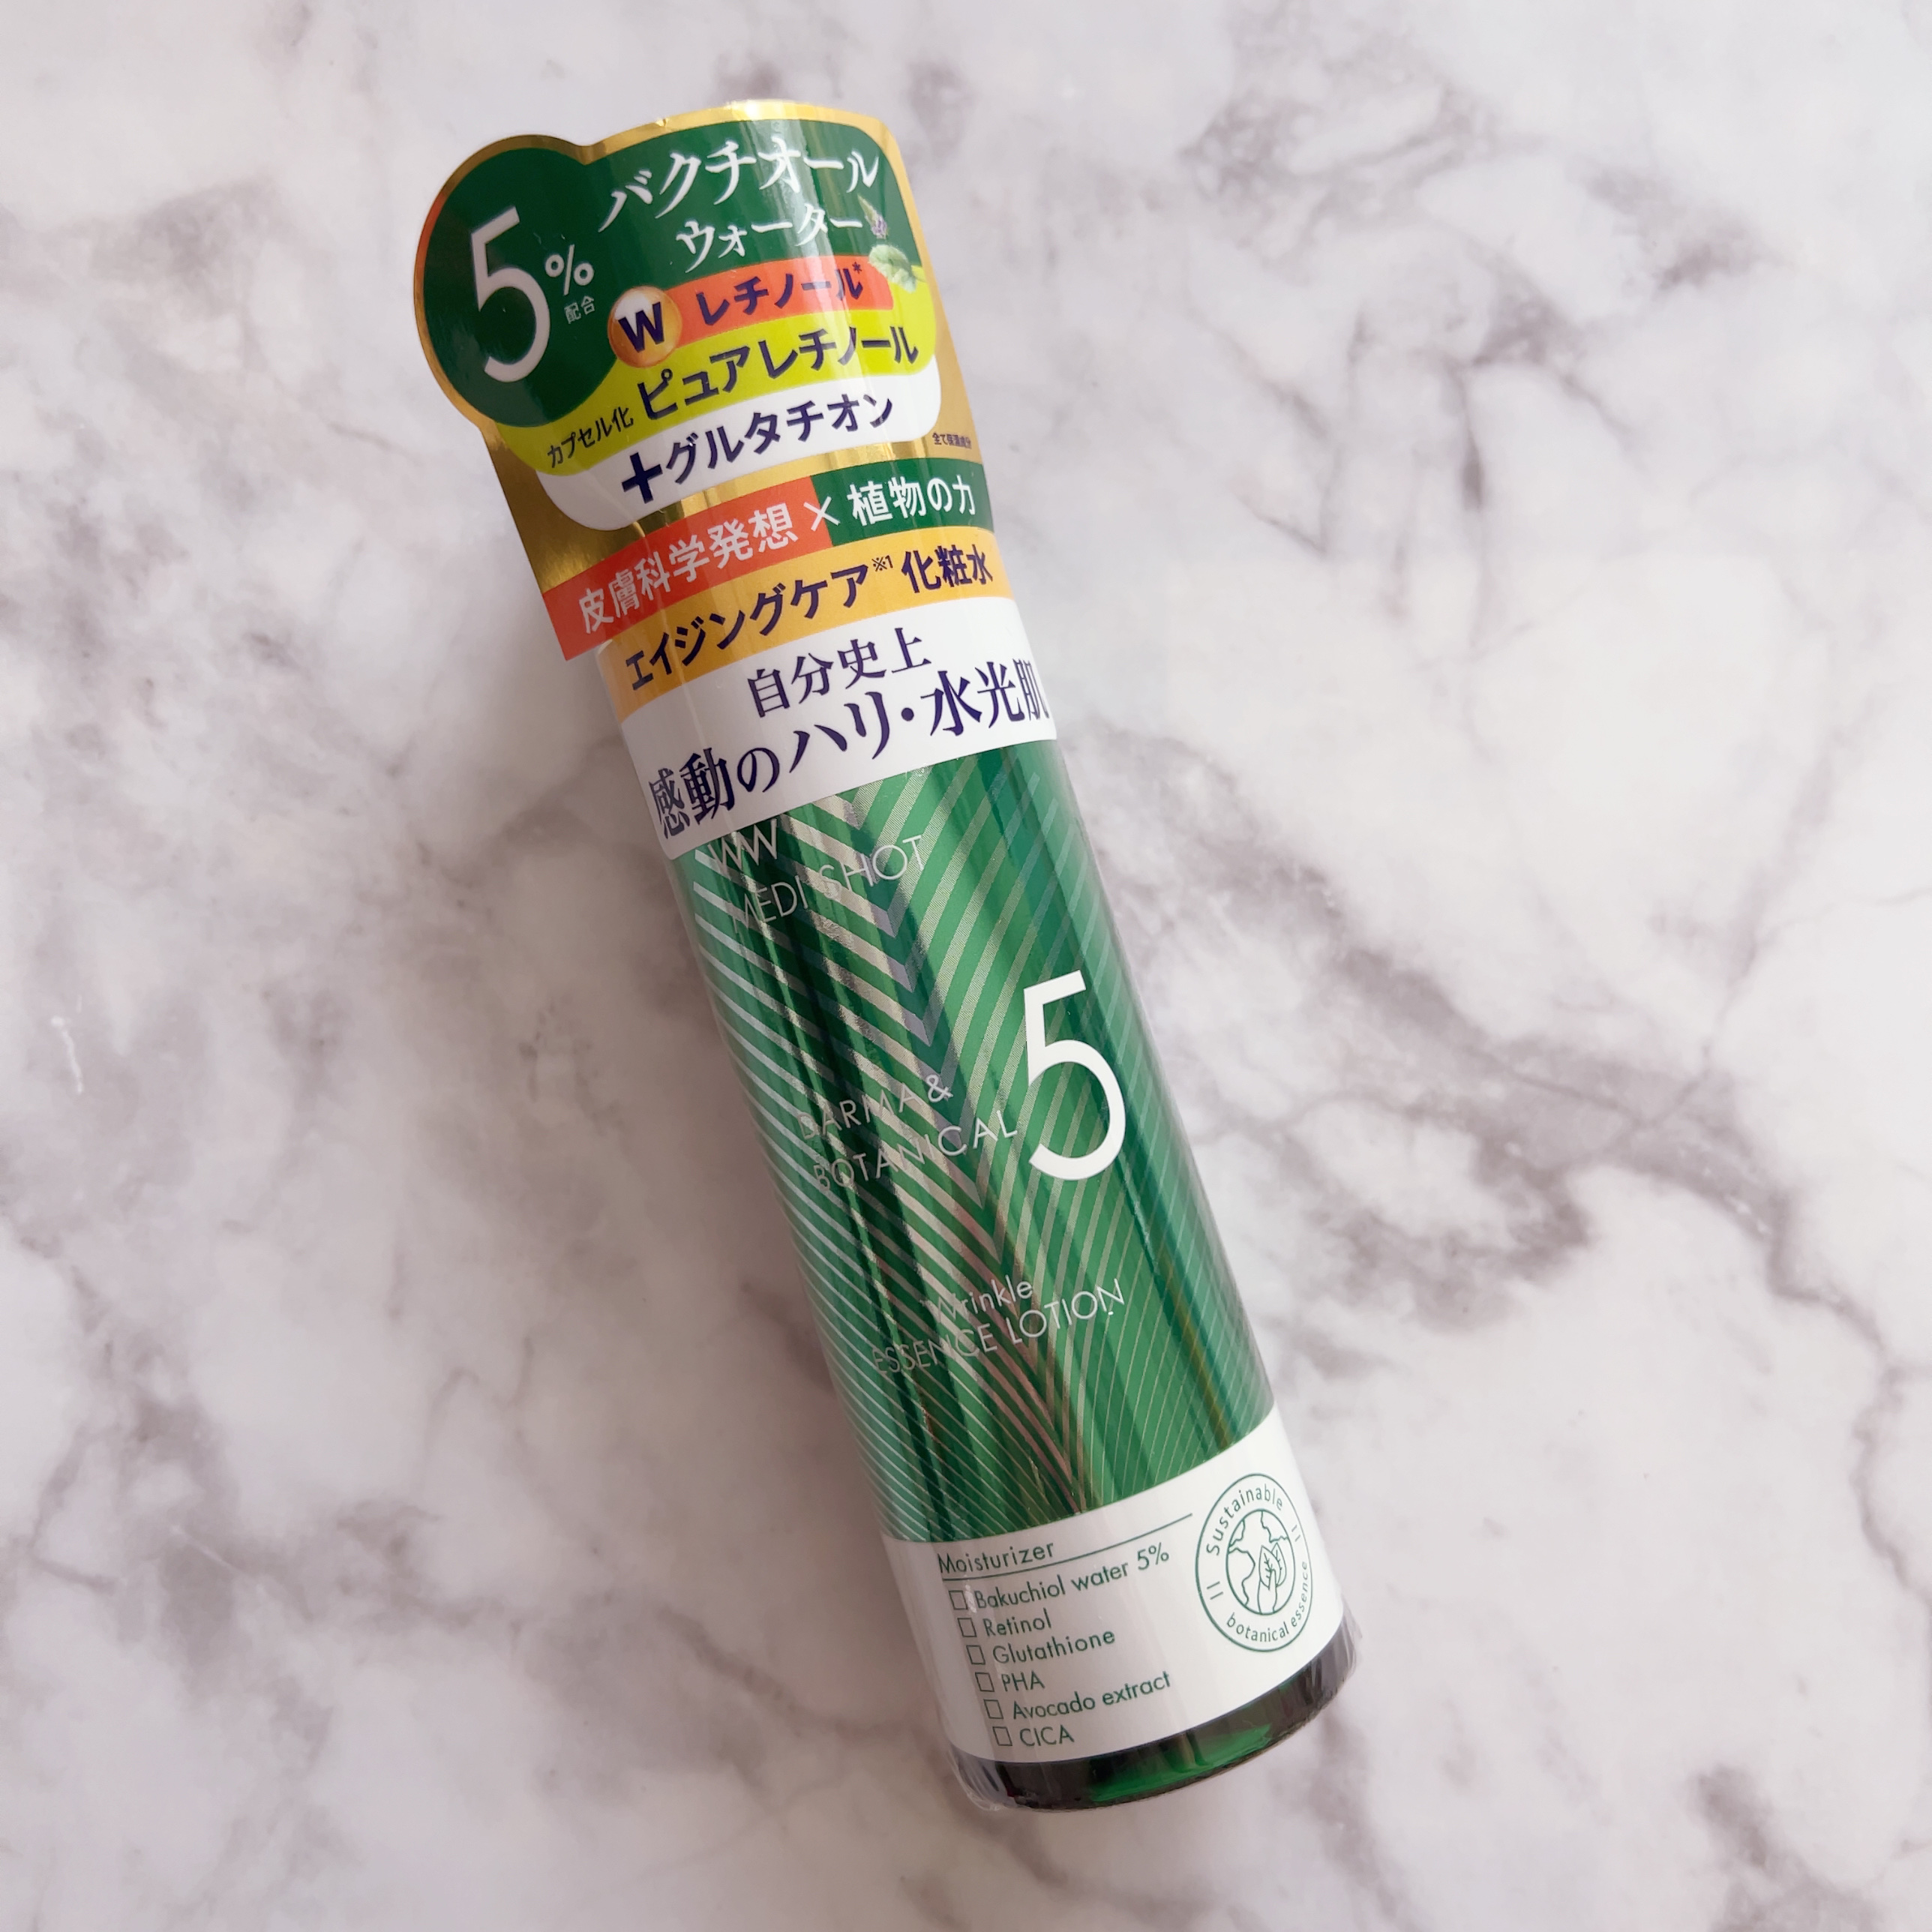 5%配合
バクチオール
ウォーター
W レチノール*
カプセル化 ピュアレチノール
+グルタチオン
全て保湿成分
皮膚科学発想×植物の力
エイジングケア※1 化粧水
自分史上
感動のハリ・水光肌
WW
MEDI SHOT
5
DARMA&
BOTANICAL
Wrinkle
ESSENCE LOTION
Moisturizer
Bakuchiol water 5%
Retinol
Glutathione
PHA
Avocado extract
CICA
Sustainable
botanical essence